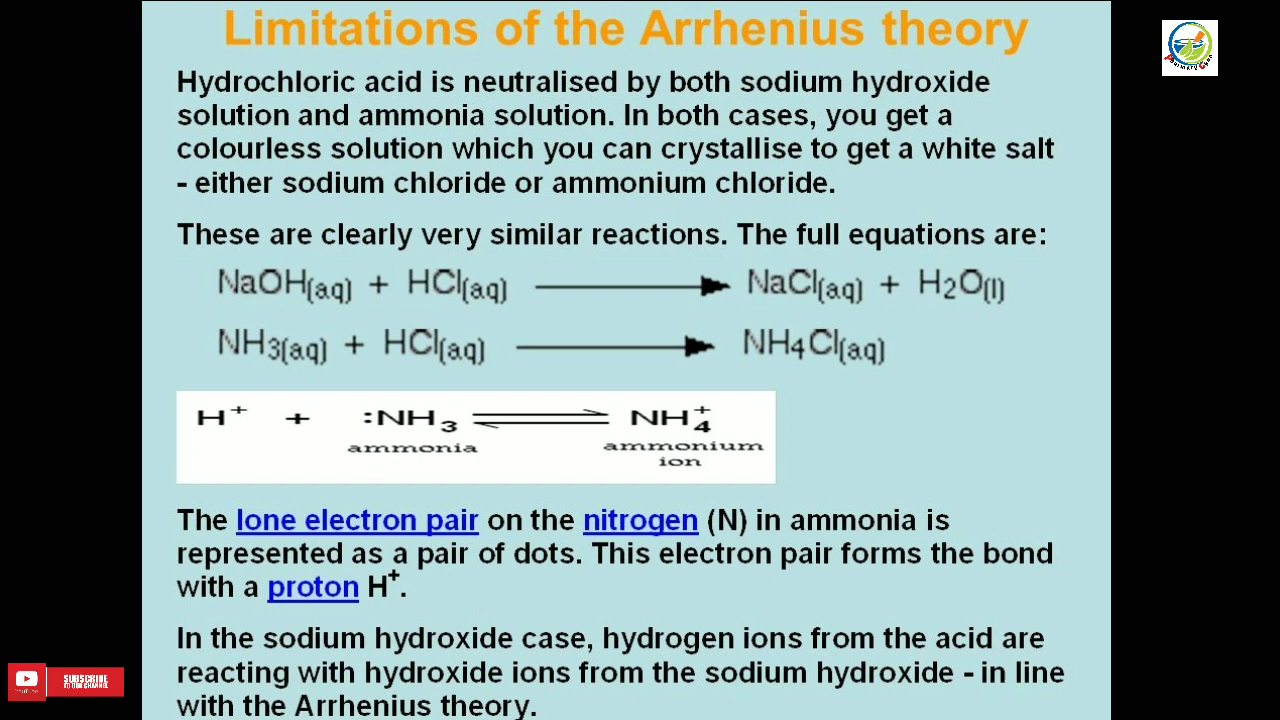 Limitations of the Arrhenius theory
Hydrochloric acid is neutralised by both sodium hydroxide
solution and ammonia solution. In both cases, you get a
colourless solution which you can crystallise to get a white salt
- either sodium chloride or ammonium chloride.
These are clearly very similar reactions. The full equations are:
NaOH(aq) + HCl(aq) ⟶ NaCl(aq) + H₂O(l)
NH₃(aq) + HCl(aq) ⟶ NH₄Cl(aq)
H⁺ + :NH₃ ⇌ NH₄⁺
ammonia ammonium
ion
The lone electron pair on the nitrogen (N) in ammonia is
represented as a pair of dots. This electron pair forms the bond
with a proton H⁺.
In the sodium hydroxide case, hydrogen ions from the acid are
reacting with hydroxide ions from the sodium hydroxide - in line
with the Arrhenius theory.
YouTube
SUBSCRIBE
TO OUR CHANNEL